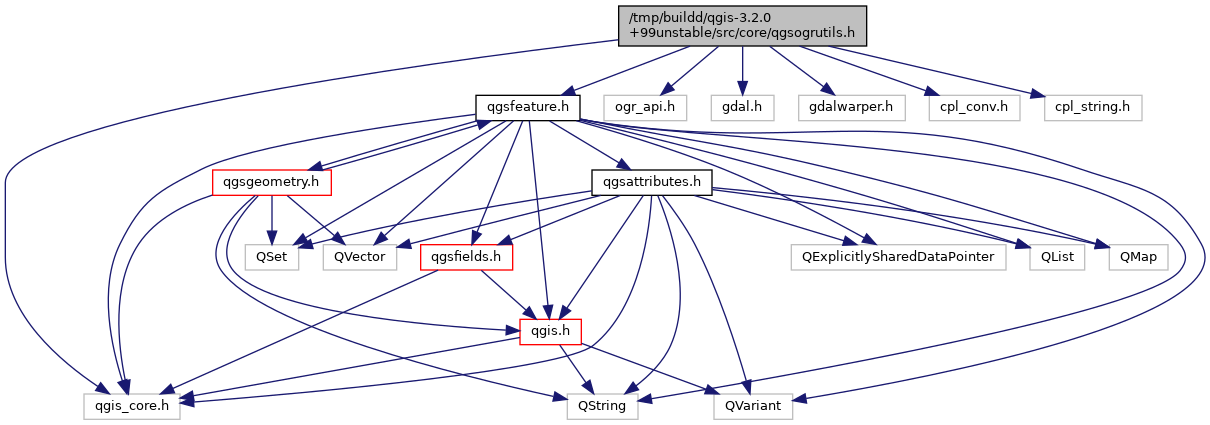 /tmp/buildd/qgis-3.2.0
+99unstable/src/core/qgsogrutils.h
qgsfeature.h
ogr_api.h
gdal.h
gdalwarper.h
cpl_conv.h
cpl_string.h
qgsgeometry.h
qgsattributes.h
QSet
QVector
qgsfields.h
QExplicitlySharedDataPointer
QList
QMap
qgis.h
qgis_core.h
QString
QVariant